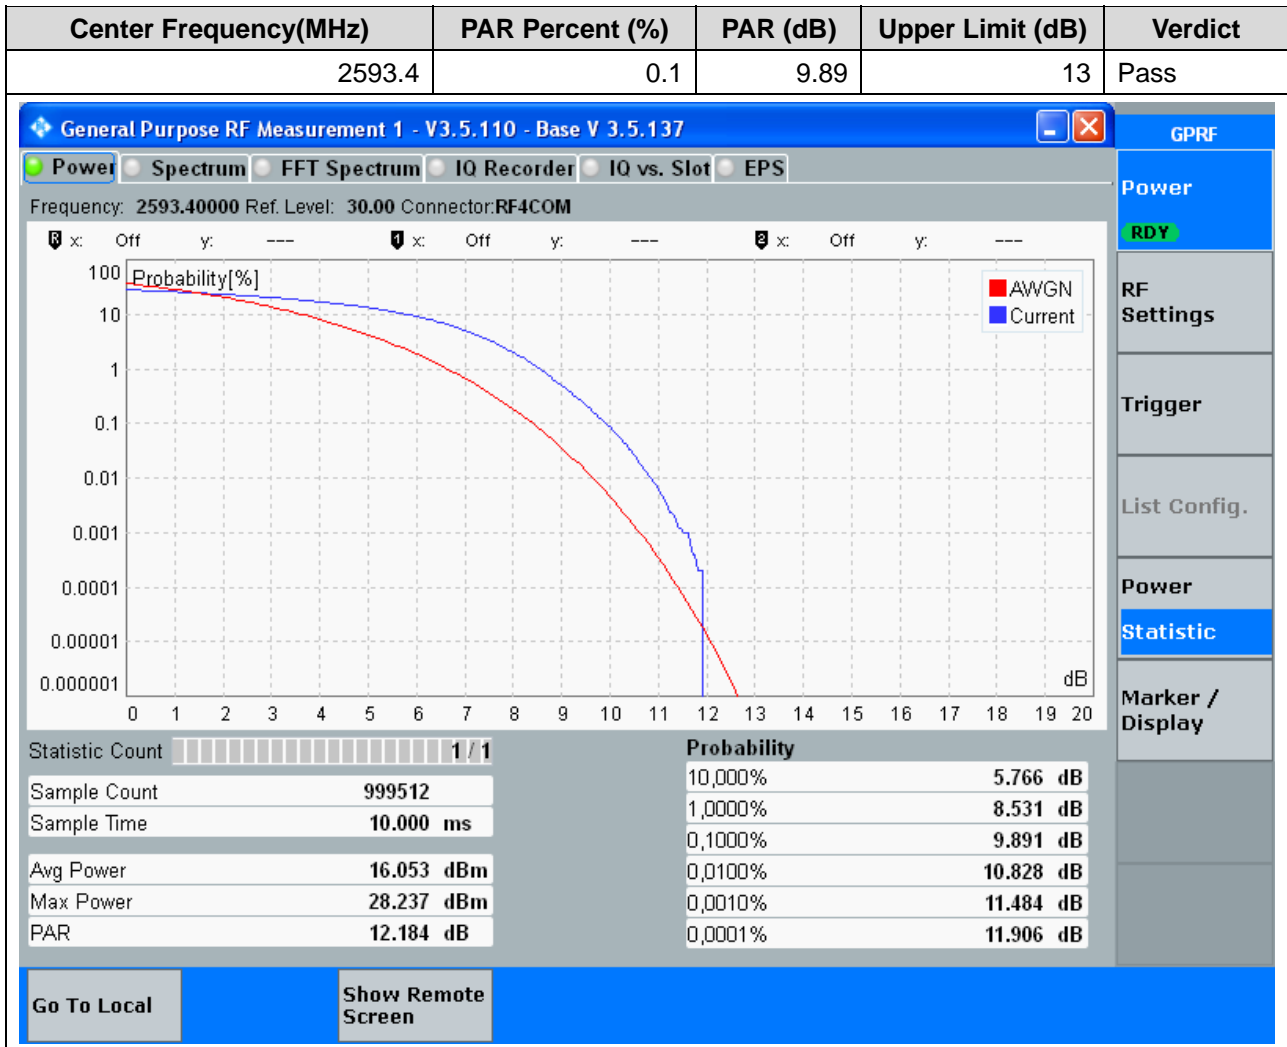 Center Frequency(MHz) PAR Percent (%) PAR (dB) Upper Limit (dB) Verdict
2593.4 0.1 9.89 13 Pass
General Purpose RF Measurement 1 - V3.5.110 - Base V 3.5.137
GPRF
Power Spectrum FFT Spectrum IQ Recorder IQ vs. Slot EPS
Power
RDY
Frequency: 2593.40000 Ref. Level: 30.00 Connector:RF4COM
R x: Off y: --- 1 x: Off y: --- 2 x: Off y: ---
Probability[%]
AWGN
Current
100
10
1
0.1
0.01
0.001
0.0001
0.00001
0.000001
dB
0 1 2 3 4 5 6 7 8 9 10 11 12 13 14 15 16 17 18 19 20
RF
Settings
Trigger
List Config.
Power
Statistic
Marker /
Display
Statistic Count 1 / 1
Sample Count 999512
Sample Time 10.000 ms
Avg Power 16.053 dBm
Max Power 28.237 dBm
PAR 12.184 dB
Probability
10,000% 5.766 dB
1,0000% 8.531 dB
0,1000% 9.891 dB
0,0100% 10.828 dB
0,0010% 11.484 dB
0,0001% 11.906 dB
Go To Local
Show Remote
Screen